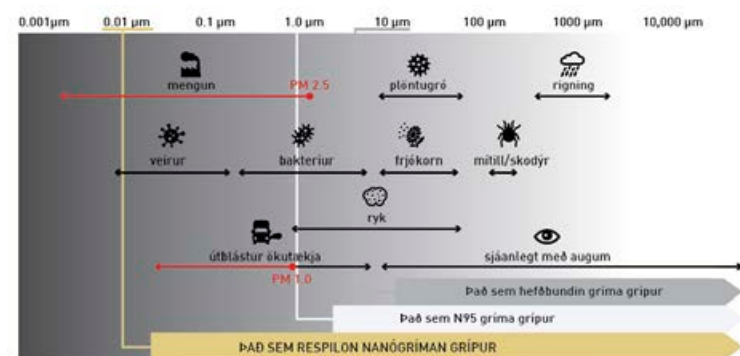 0.001µm 0.01 µm 0.1 µm 1.0 µm 10 µm 100 µm 1000 µm 10,000 µm
mengun PM 2.5 plöntugró rigning
veirur bakteríur frjókorn mítill/skodýr
ryk
útblástur ökutækja sjáanlegt með augum
PM 1.0
Það sem hefðbundin gríma grípur
Það sem N95 gríma grípur
ÞAÐ SEM RESPILON NANÓGRÍMAN GRÍPUR